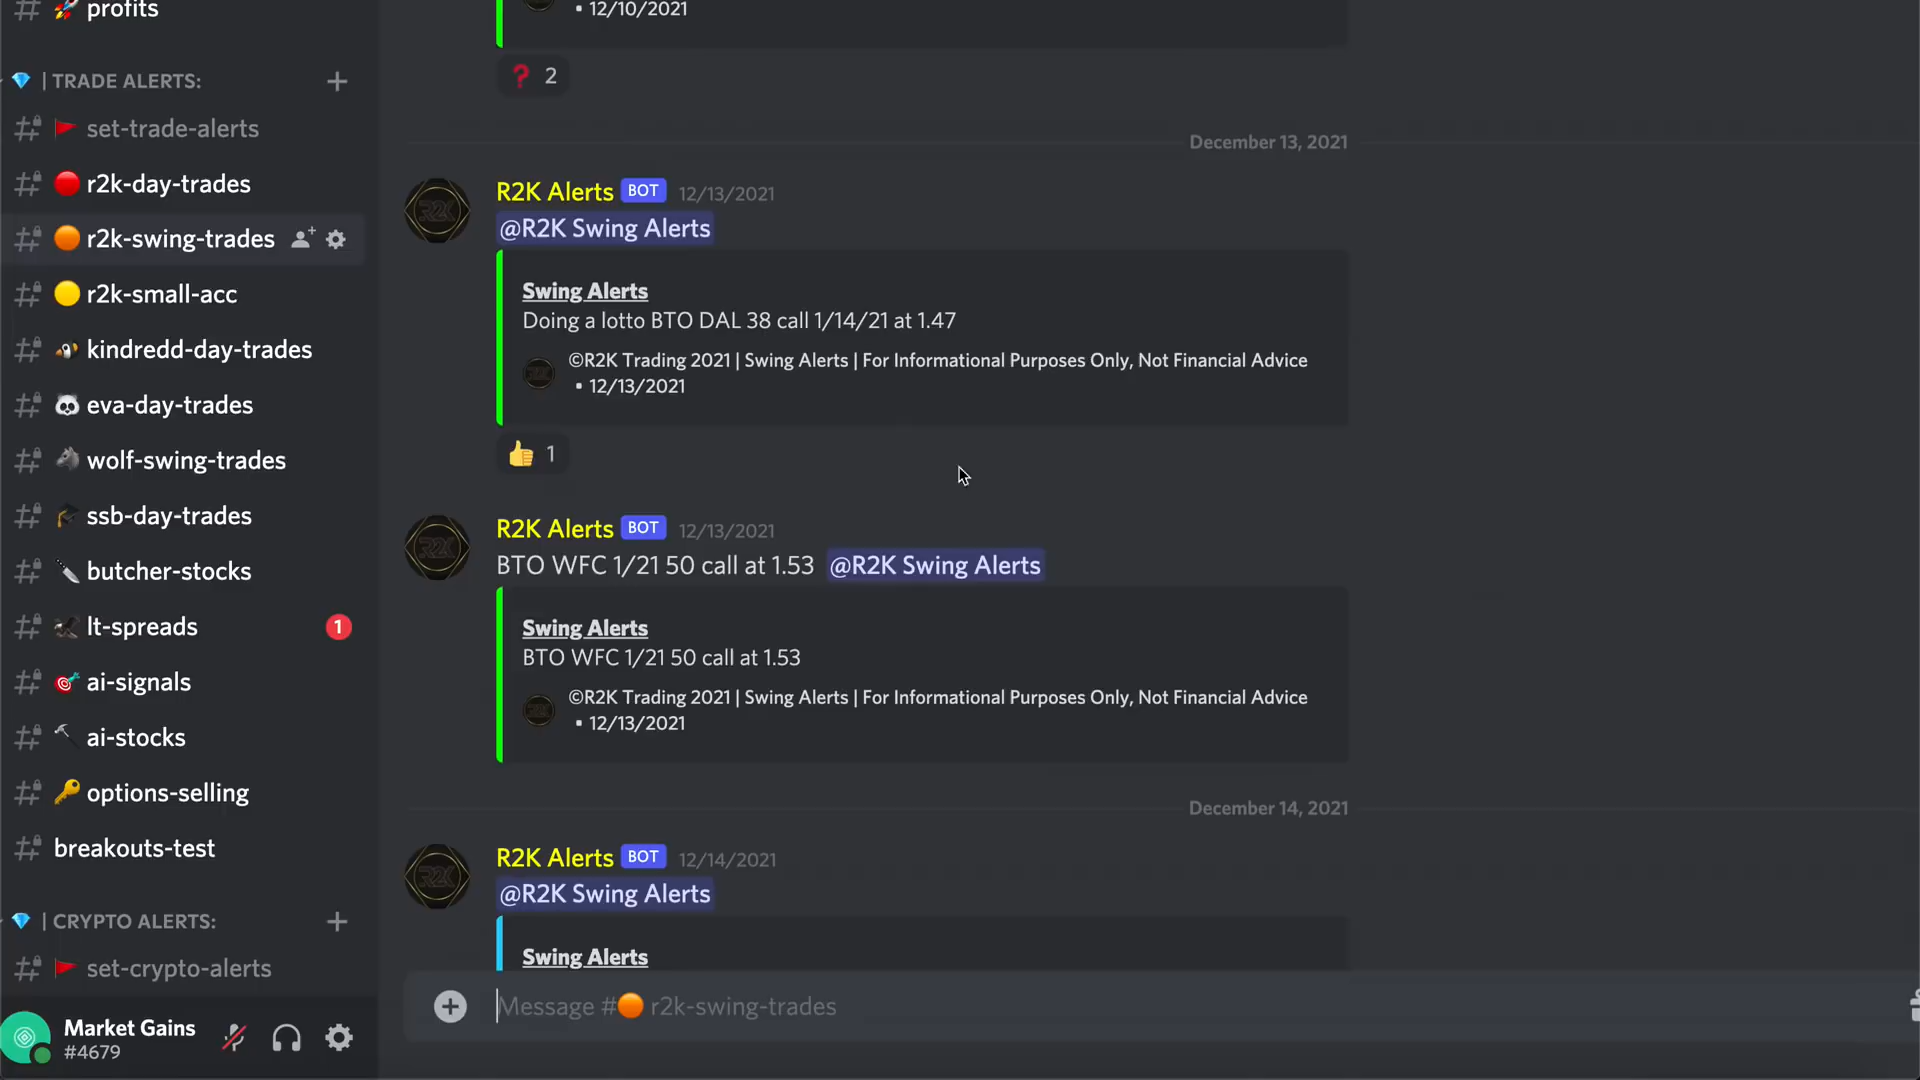 profits
| TRADE ALERTS:
set-trade-alerts
r2k-day-trades
r2k-swing-trades
r2k-small-acc
kindredd-day-trades
eva-day-trades
wolf-swing-trades
ssb-day-trades
butcher-stocks
lt-spreads
1
ai-signals
ai-stocks
options-selling
breakouts-test
| CRYPTO ALERTS:
set-crypto-alerts
Market Gains
#4679
▪ 12/10/2021
2
December 13, 2021
R2K Alerts BOT 12/13/2021
@R2K Swing Alerts
Swing Alerts
Doing a lotto BTO DAL 38 call 1/14/21 at 1.47
©R2K Trading 2021 | Swing Alerts | For Informational Purposes Only, Not Financial Advice
▪ 12/13/2021
1
R2K Alerts BOT 12/13/2021
BTO WFC 1/21 50 call at 1.53 @R2K Swing Alerts
Swing Alerts
BTO WFC 1/21 50 call at 1.53
©R2K Trading 2021 | Swing Alerts | For Informational Purposes Only, Not Financial Advice
▪ 12/13/2021
December 14, 2021
R2K Alerts BOT 12/14/2021
@R2K Swing Alerts
Swing Alerts
Message #🟠 r2k-swing-trades